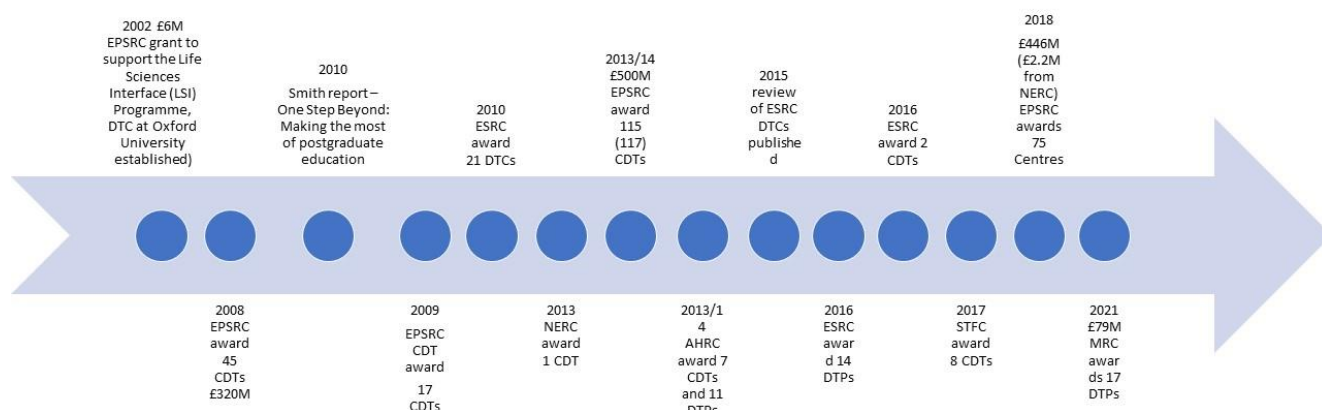 2002 £6M
EPSRC grant to
support the Life
Sciences
Interface (LSI)
Programme,
DTC at Oxford
University
established)
2008
EPSRC
award
45
CDTs
£320M
2010
Smith report –
One Step Beyond:
Making the most
of postgraduate
education
2009
EPSRC
CDT
award
17
CDTs
2010
ESRC
award
21 DTCs
2013
NERC
award
1 CDT
2013/14
£500M
EPSRC
award
115
(117)
CDTs
2013/1
4
AHRC
award 7
CDTs
and 11
DTPs
2015
review
of ESRC
DTCs
publishe
d
2016
ESRC
awar
d 14
DTPs
2016
ESRC
award 2
CDTs
2017
STFC
award
8 CDTs
2018
£446M
(£2.2M
from
NERC)
EPSRC
awards
75
Centres
2021
£79M
MRC
awar
ds 17
DTPs